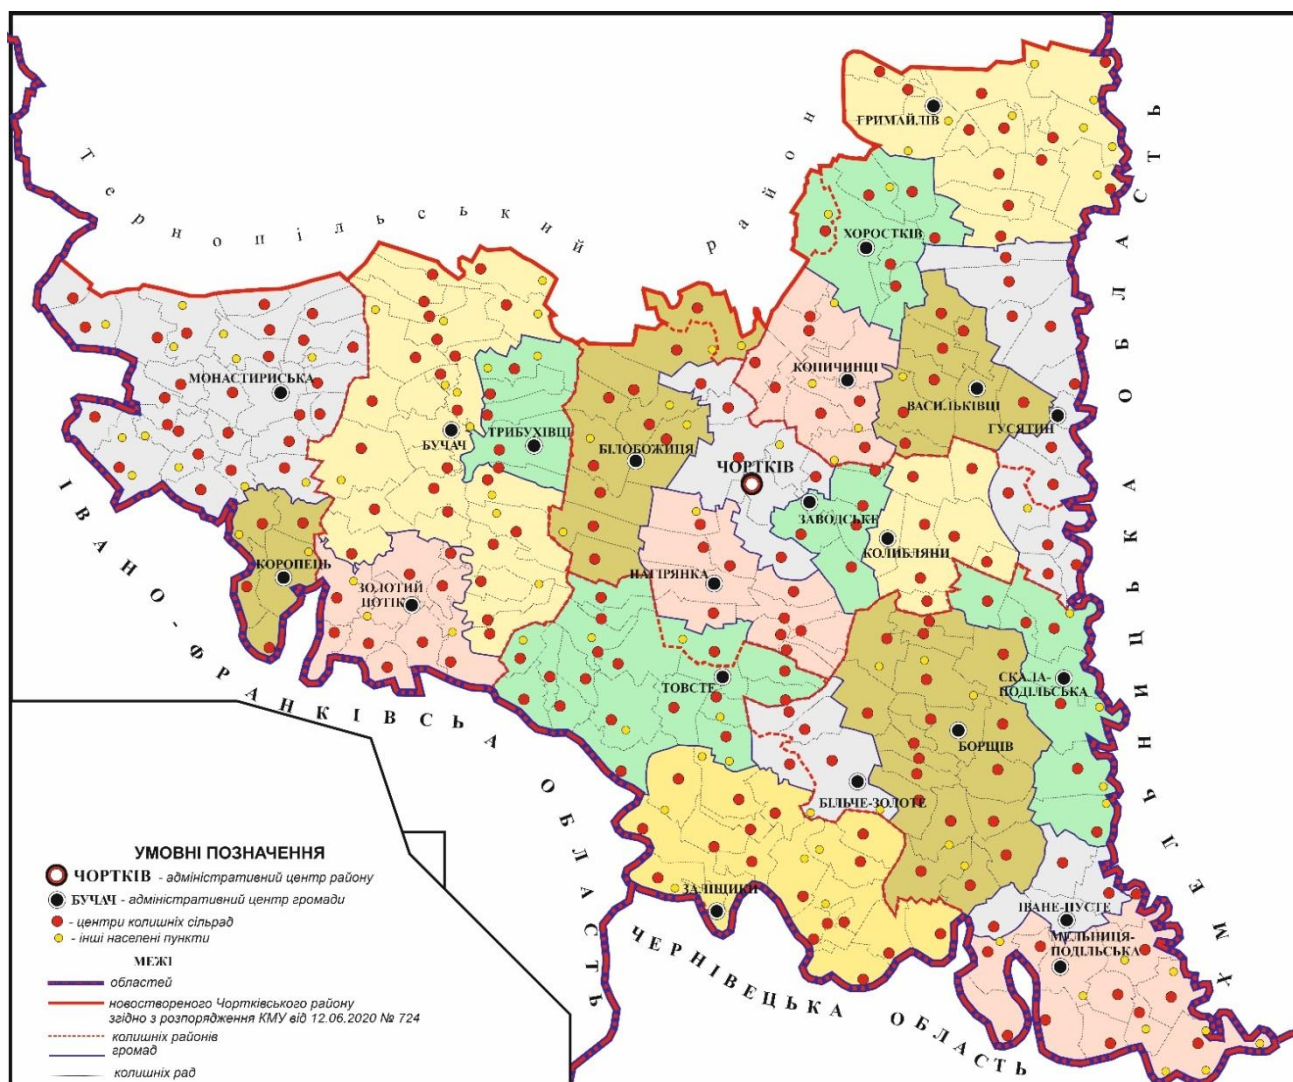 Тернопільський район
ГРИМАЙЛІВ
ХОРОСТКІВ
МОНАСТИРИСЬКА
КОПИЧИНЦІ
ВАСИЛЬКІВЦІ
ГУСЯТИН
БУЧАЧ
ТРИБУХІВЦІ
БІЛОБОЖНИЦЯ
ЧОРТКІВ
ЗАВОДСЬКЕ
КОЛИНДЯНИ
КОРОПЕЦЬ
ЗОЛОТИЙ
ПОТІК
НАГІРЯНКА
ТОВСТЕ
СКАЛА-
ПОДІЛЬСЬКА
БОРЩІВ
БІЛЬЧЕ-ЗОЛОТЕ
ЗАЛІЩИКИ
ІВАНЕ-ПУСТЕ
МЕЛЬНИЦЯ-
ПОДІЛЬСЬКА
ІВАНО-ФРАНКІВСЬКА ОБЛАСТЬ
ЧЕРНІВЕЦЬКА ОБЛАСТЬ
ХМЕЛЬНИЦЬКА ОБЛАСТЬ
УМОВНІ ПОЗНАЧЕННЯ
ЧОРТКІВ - адміністративний центр району
БУЧАЧ - адміністративний центр громади
- центри колишніх сільрад
- інші населені пункти
МЕЖІ
областей
новоствореного Чортківського району
згідно з розпорядження КМУ від 12.06.2020 № 724
колишніх районів
громад
колишніх рад